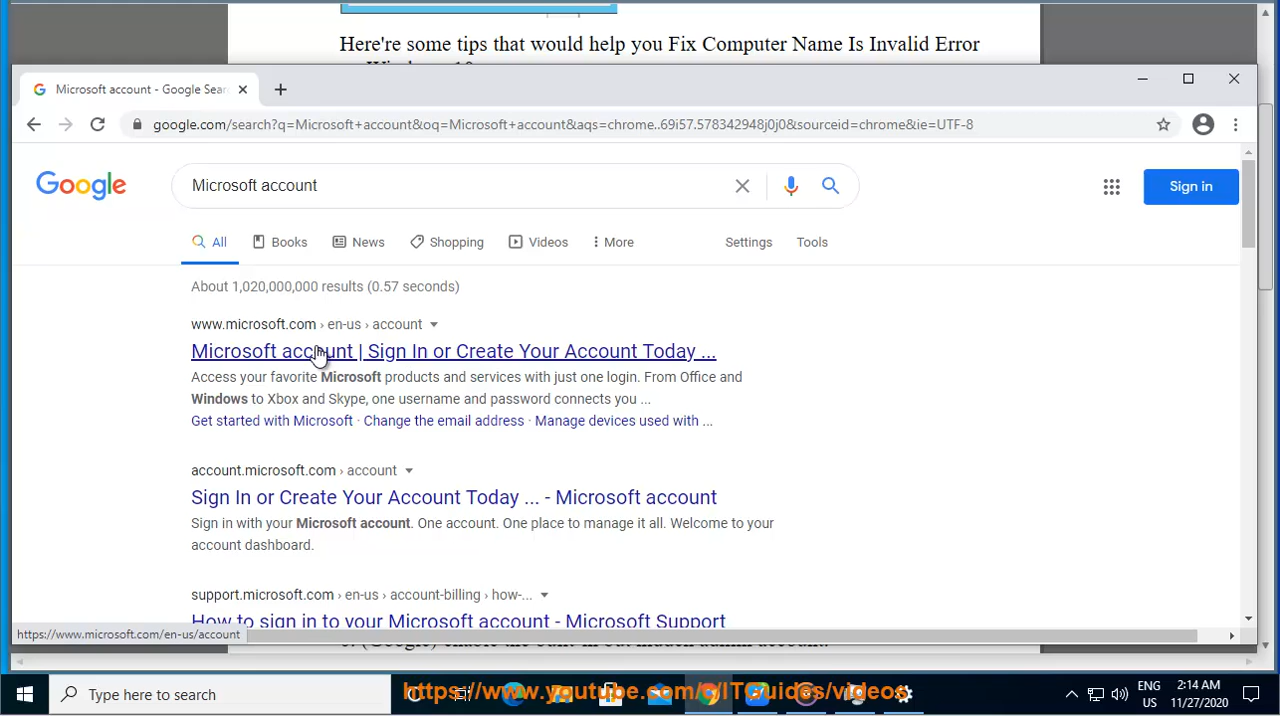 Here're some tips that would help you Fix Computer Name Is Invalid Error
Microsoft account - Google Sear
google.com/search?q=Microsoft+account&oq=Microsoft+account&aqs=chrome..69i57.578342948j0j0&sourceid=chrome&ie=UTF-8
Google
Microsoft account
Sign in
All
Books
News
Shopping
Videos
More
Settings
Tools
About 1,020,000,000 results (0.57 seconds)
www.microsoft.com › en-us › account
Microsoft account | Sign In or Create Your Account Today ...
Access your favorite Microsoft products and services with just one login. From Office and
Windows to Xbox and Skype, one username and password connects you ...
Get started with Microsoft · Change the email address · Manage devices used with ...
account.microsoft.com › account
Sign In or Create Your Account Today ... - Microsoft account
Sign in with your Microsoft account. One account. One place to manage it all. Welcome to your
account dashboard.
support.microsoft.com › en-us › account-billing › how-...
How to sign in to your Microsoft account - Microsoft Support
https://www.microsoft.com/en-us/account
Type here to search
https://www.youtube.com/c/ITGuides/videos
ENG
US
2:14 AM
11/27/2020